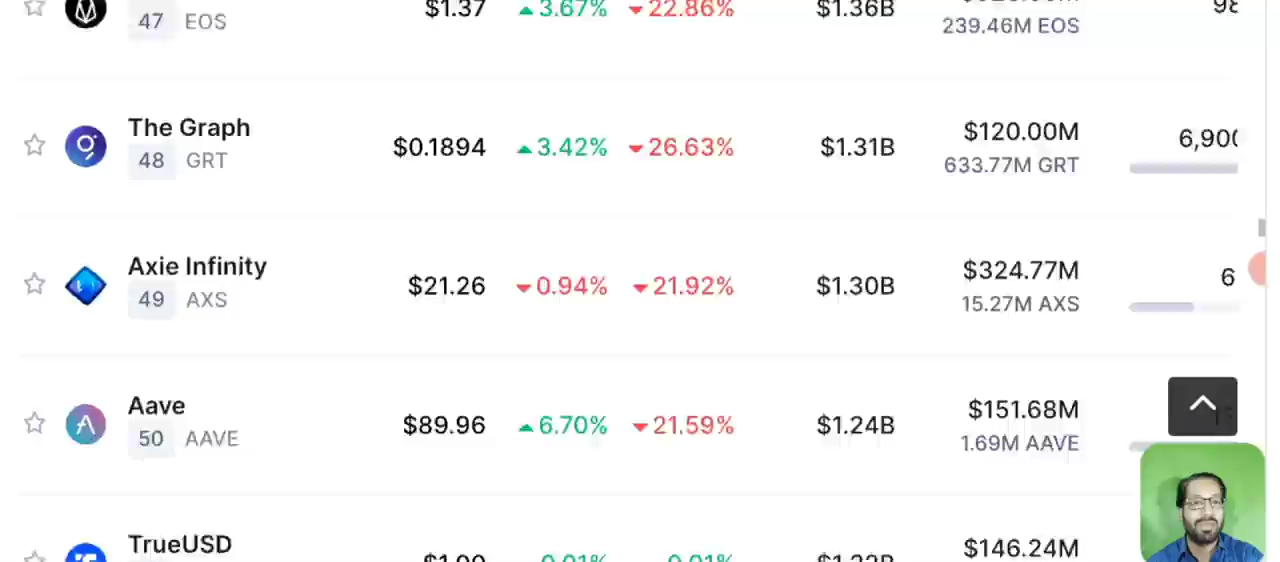 $1.37 3.67% 22.86% $1.36B
47 EOS 239.46M EOS
The Graph
48 GRT $0.1894 3.42% 26.63% $1.31B $120.00M 6,900
633.77M GRT
Axie Infinity
49 AXS $21.26 0.94% 21.92% $1.30B $324.77M 6
15.27M AXS
Aave
50 AAVE $89.96 6.70% 21.59% $1.24B $151.68M
1.69M AAVE
TrueUSD
$146.24M